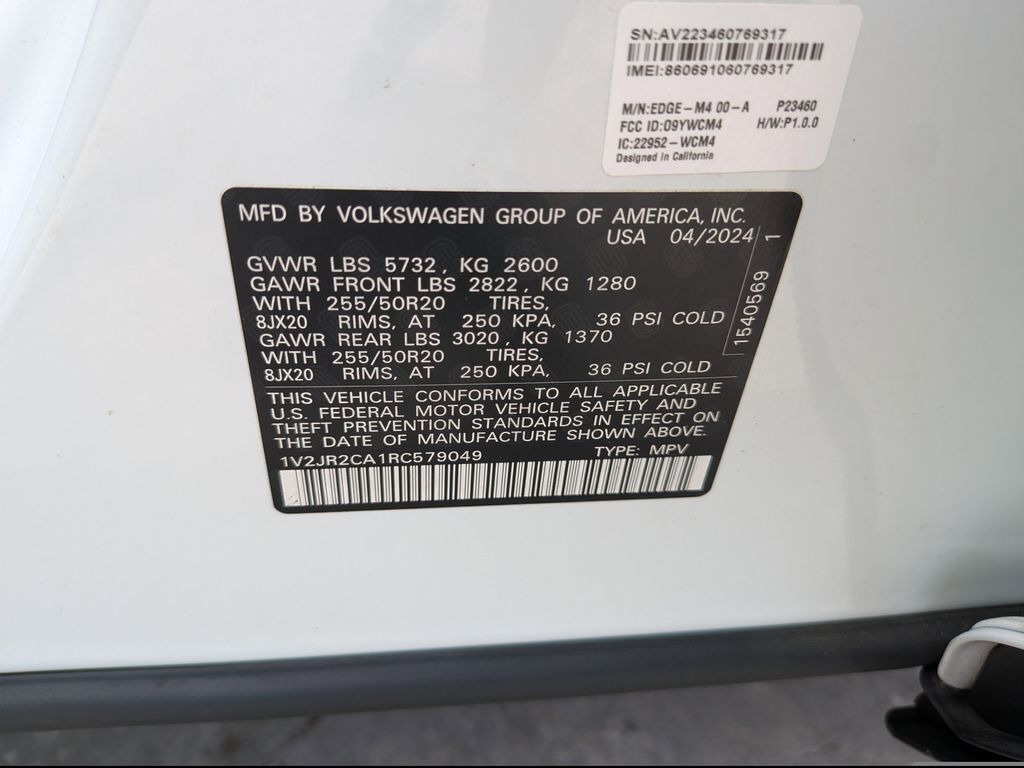 SN:AV223460769317
IMEI:860691060769317
M/N:EDGE-M4 00-A P23460
FCC ID:O9YWCM4 H/W:P1.0.0
IC:22952-WCM4
Designed in California
MFD BY VOLKSWAGEN GROUP OF AMERICA, INC.
USA 04/2024
GVWR LBS 5732, KG 2600
GAWR FRONT LBS 2822, KG 1280
WITH 255/50R20 TIRES,
8JX20 RIMS, AT 250 KPA, 36 PSI COLD
GAWR REAR LBS 3020, KG 1370
WITH 255/50R20 TIRES,
8JX20 RIMS, AT 250 KPA, 36 PSI COLD
1540569 1
THIS VEHICLE CONFORMS TO ALL APPLICABLE
U.S. FEDERAL MOTOR VEHICLE SAFETY AND
THEFT PREVENTION STANDARDS IN EFFECT ON
THE DATE OF MANUFACTURE SHOWN ABOVE.
1V2JR2CA1RC579049 TYPE: MPV